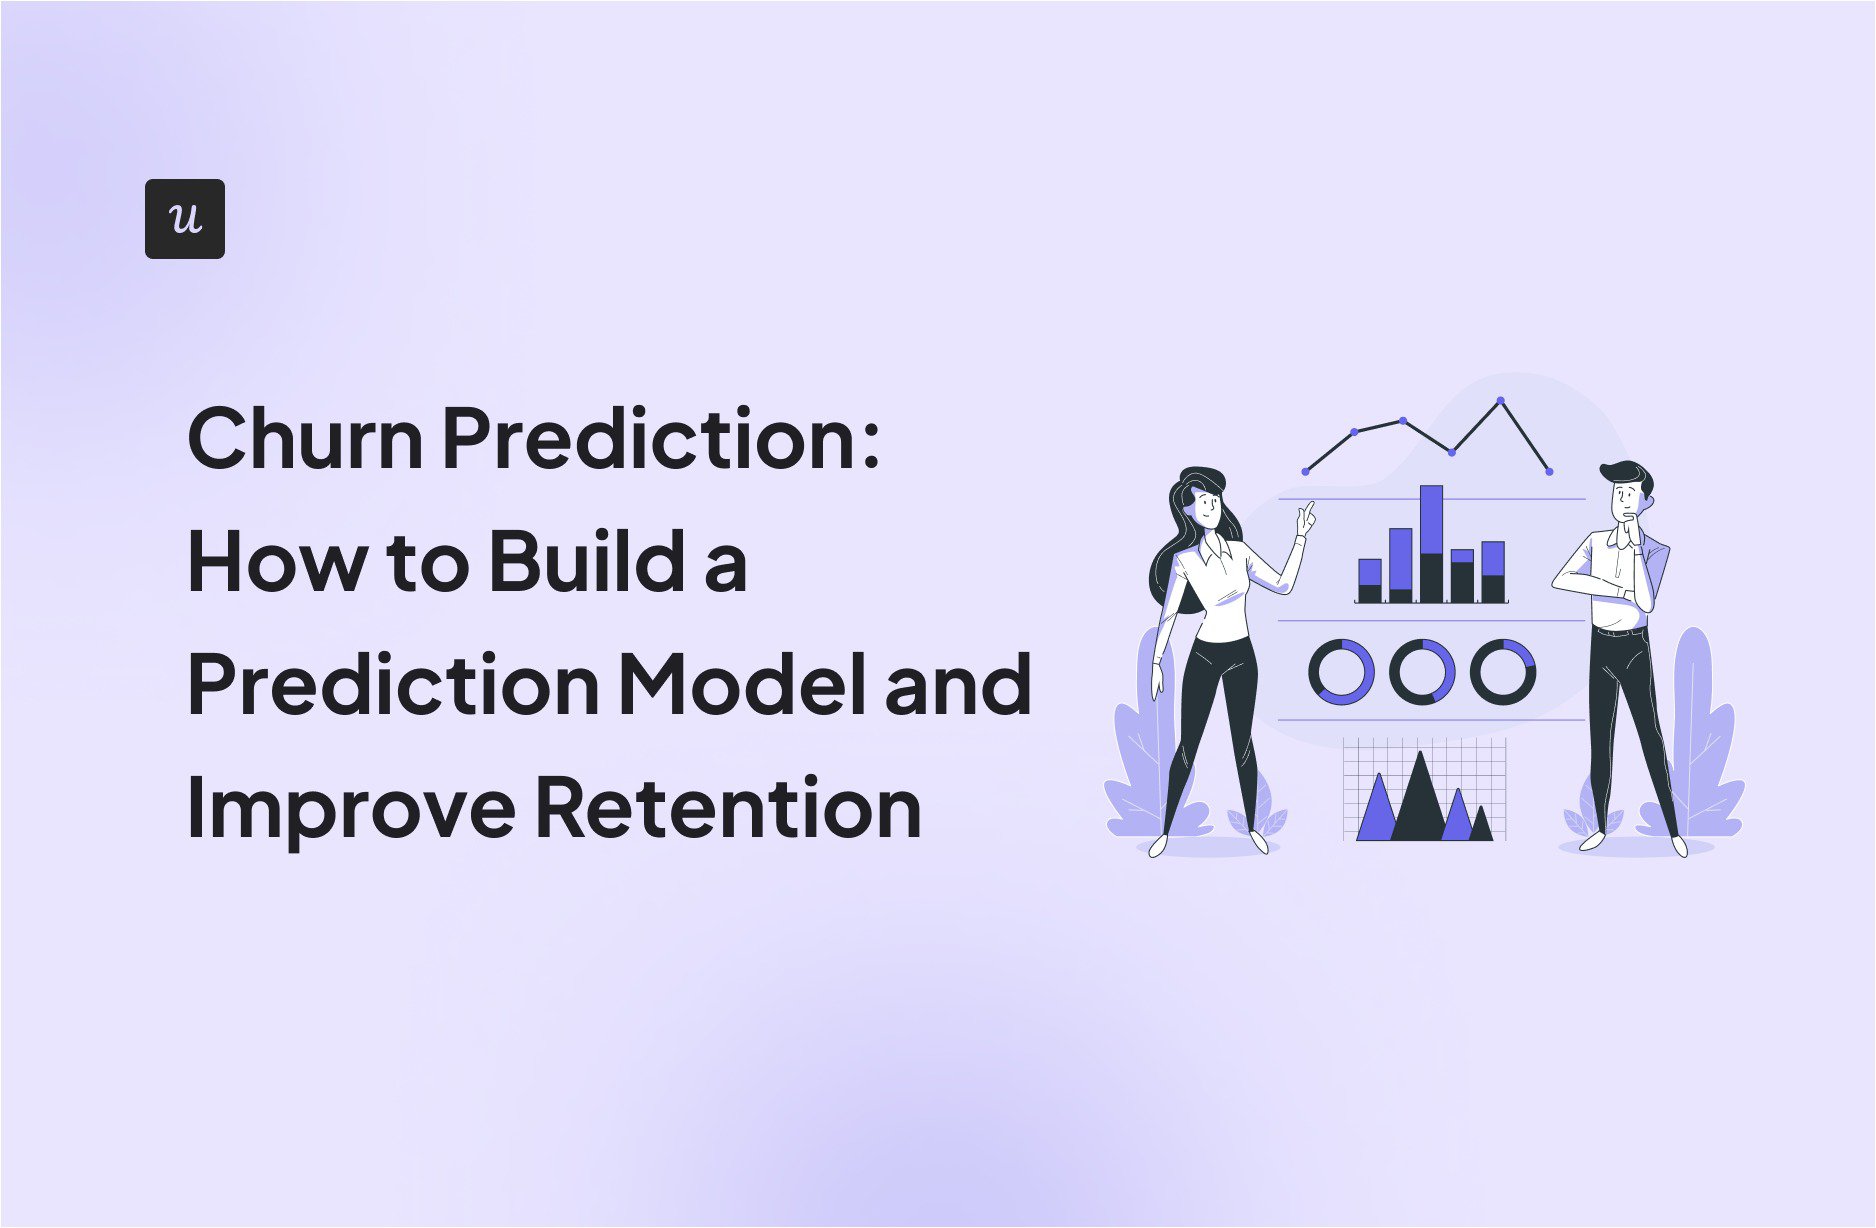 u
Churn Prediction:
How to Build a
Prediction Model and
Improve Retention